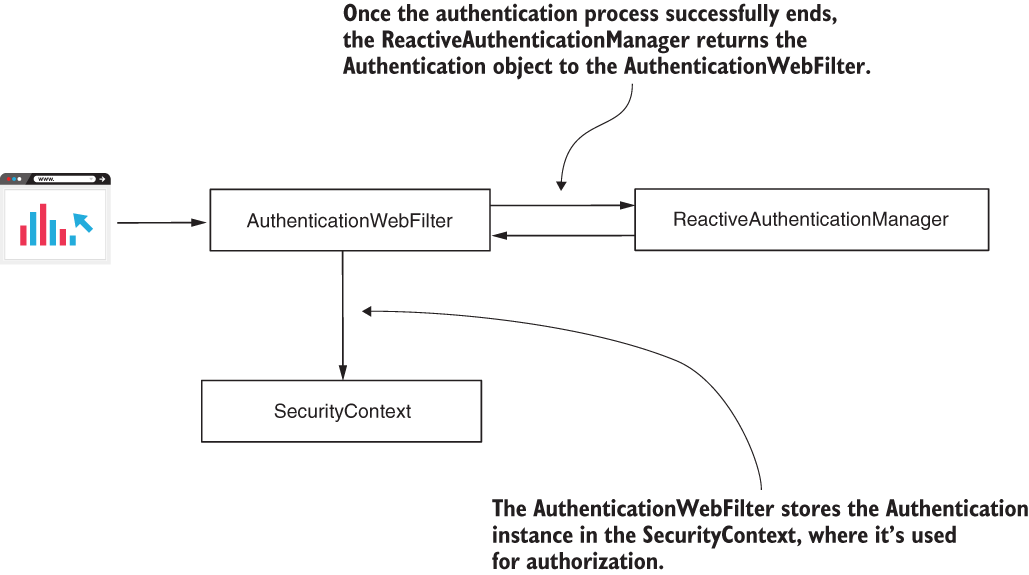 Once the authentication process successfully ends,
the ReactiveAuthenticationManager returns the
Authentication object to the AuthenticationWebFilter.
www.
AuthenticationWebFilter
ReactiveAuthenticationManager
SecurityContext
The AuthenticationWebFilter stores the Authentication
instance in the SecurityContext, where it’s used
for authorization.